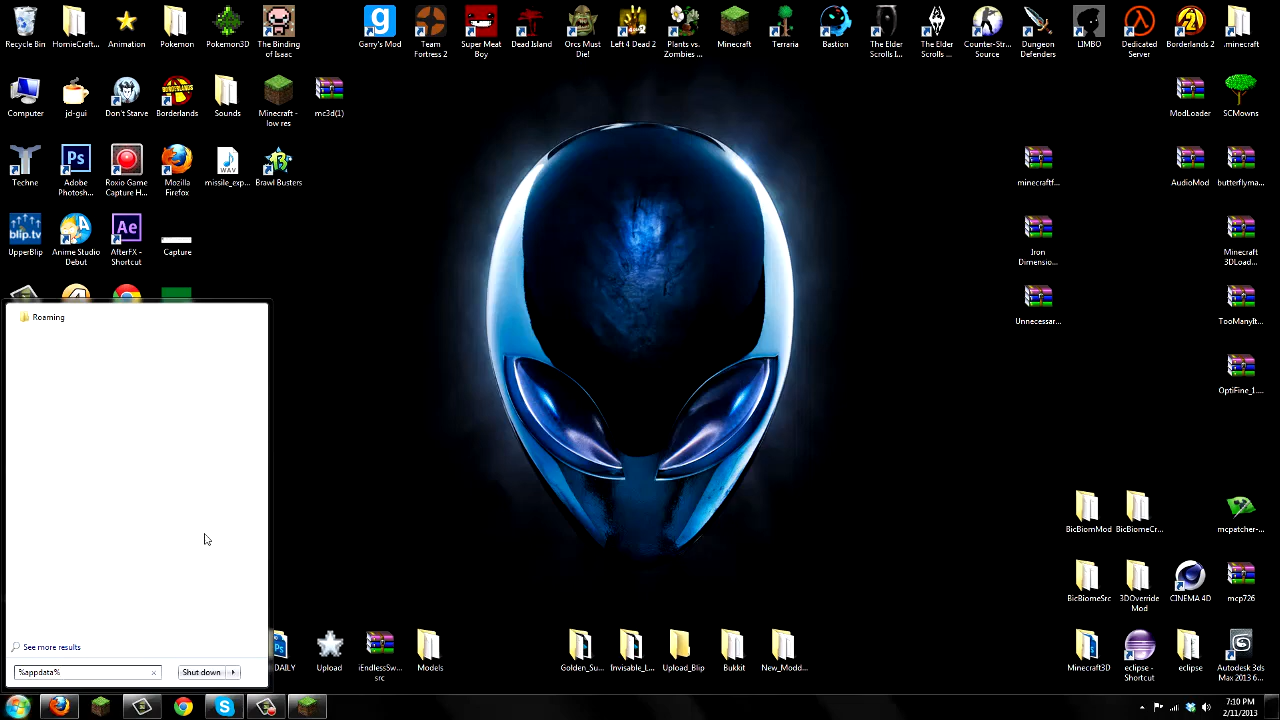 Recycle Bin
HomieCraft...
Animation
Pokemon
Pokemon3D
The Binding
of Isaac
Garry's Mod
Team
Fortress 2
Super Meat
Boy
Dead Island
Orcs Must
Die!
Left 4 Dead 2
Plants vs.
Zombies ...
Minecraft
Terraria
Bastion
The Elder
Scrolls I...
The Elder
Scrolls ...
Counter-Str...
Source
Dungeon
Defenders
LIMBO
Dedicated
Server
Borderlands 2
.minecraft
Computer
jd-gui
Don't Starve
Borderlands
Sounds
Minecraft -
low res
mc3d(1)
ModLoader
SCMowns
Techne
Adobe
Photosh...
Roxio Game
Capture H...
Mozilla
Firefox
missile_exp...
Brawl Busters
minecraftf...
AudioMod
butterflyma...
UpperBlip
Anime Studio
Debut
AfterFX -
Shortcut
Capture
Iron
Dimensio...
Minecraft
3DLoad...
Unnecessar...
TooManyIt...
OptiFine_1...
Roaming
BicBiomMod
BicBiomeCr...
mcpatcher-...
BicBiomeSrc
3DOverride
Mod
CINEMA 4D
mcp726
See more results
%appdata%
Shut down
DAILY
Upload
iEndlessSw...
src
Models
Golden_Su...
Invisable_L...
Upload_Blip
Bukkit
New_Modd...
Minecraft3D
eclipse -
Shortcut
eclipse
Autodesk 3ds
Max 2013 6...
7:10 PM
2/11/2013